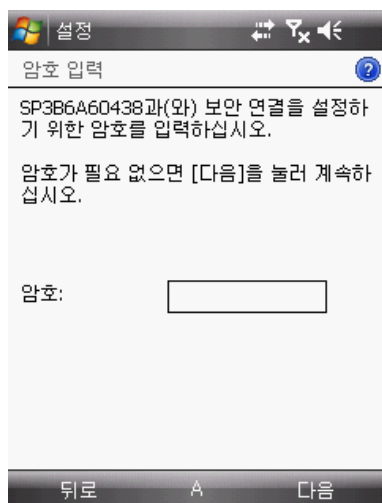 설정
암호 입력
SP3B6A60438과(와) 보안 연결을 설정하
기 위한 암호를 입력하십시오.
암호가 필요 없으면 [다음]을 눌러 계속하
십시오.
암호:
뒤로 A 다음